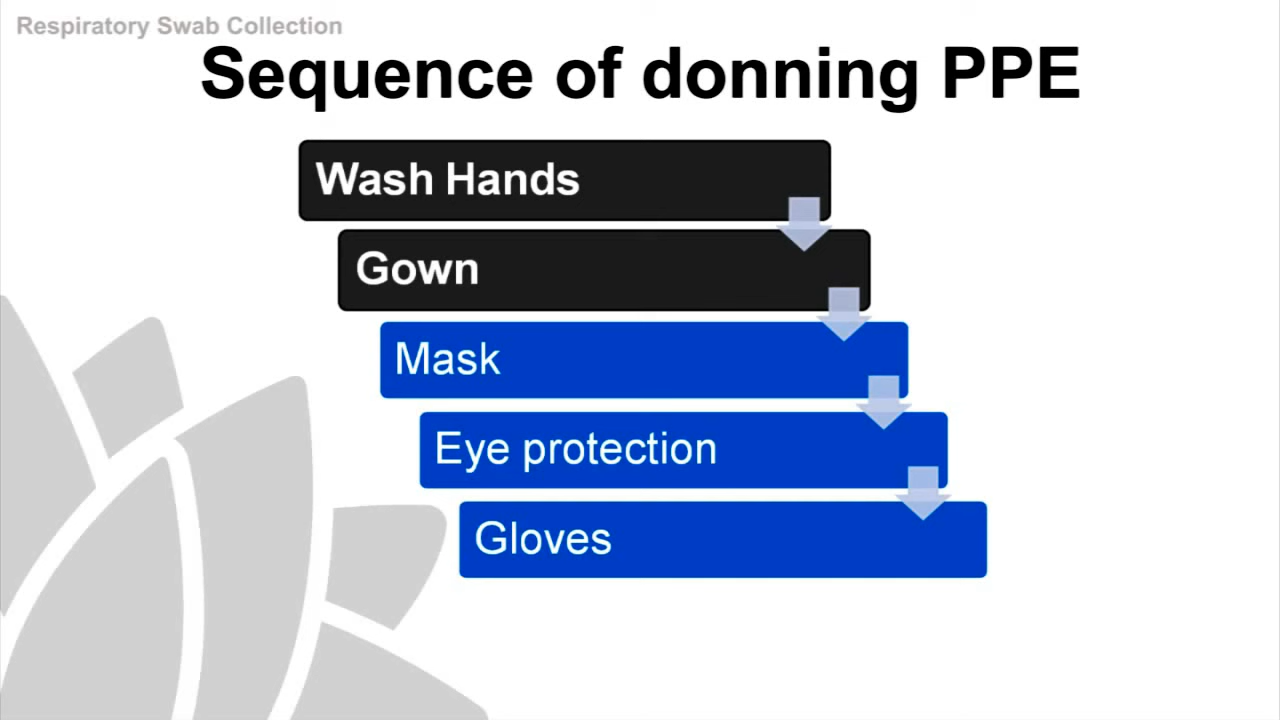 Respiratory Swab Collection
Sequence of donning PPE
Wash Hands
Gown
Mask
Eye protection
Gloves